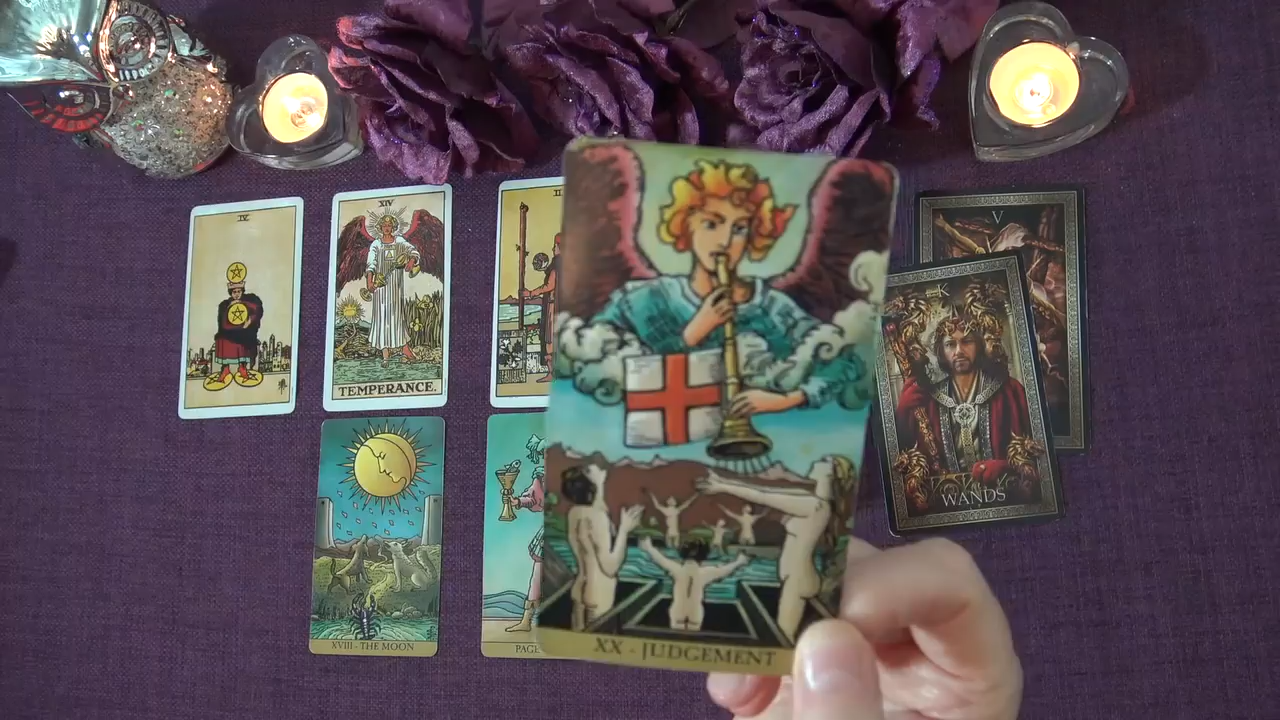 IV
XIV
TEMPERANCE.
II
V
K
WANDS
XVIII - THE MOON
PAGE
XX - JUDGEMENT